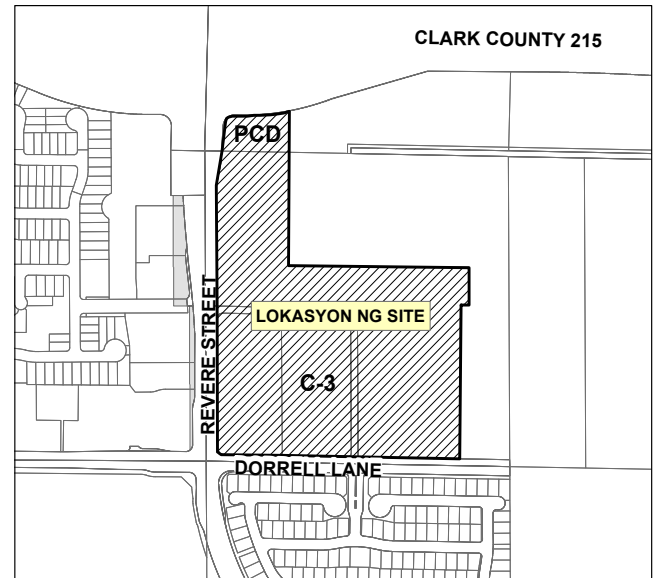 CLARK COUNTY 215
PCD
REVERE STREET
LOKASYON NG SITE
C-3
DORRELL LANE